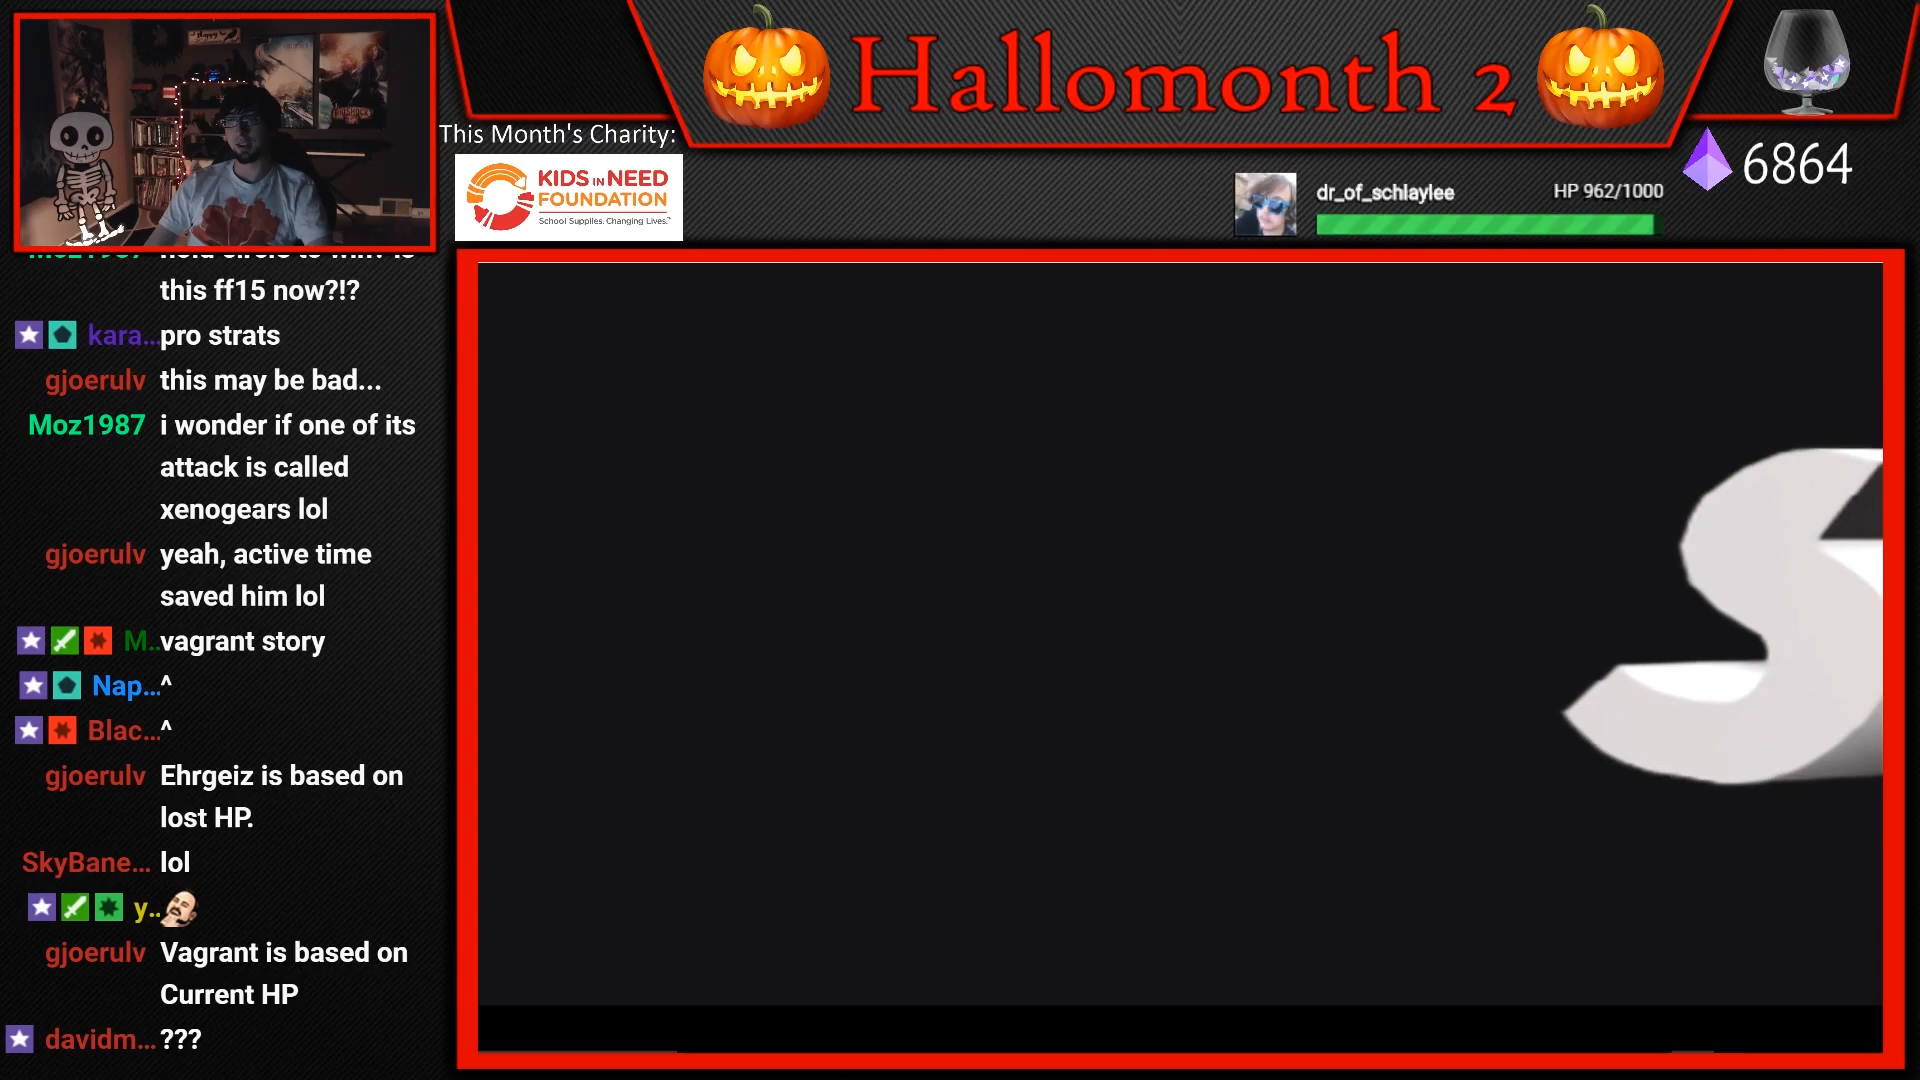 Hallomonth 2
This Month's Charity:
KIDS IN NEED
FOUNDATION
School Supplies. Changing Lives.™
dr_of_schlaylee
HP 962/1000
6864
this ff15 now?!?
kara... pro strats
gjoerulv this may be bad...
Moz1987 i wonder if one of its
attack is called
xenogears lol
gjoerulv yeah, active time
saved him lol
M.. vagrant story
Nap... ^
Blac... ^
gjoerulv Ehrgeiz is based on
lost HP.
SkyBane... lol
y..
gjoerulv Vagrant is based on
Current HP
davidm... ???
S